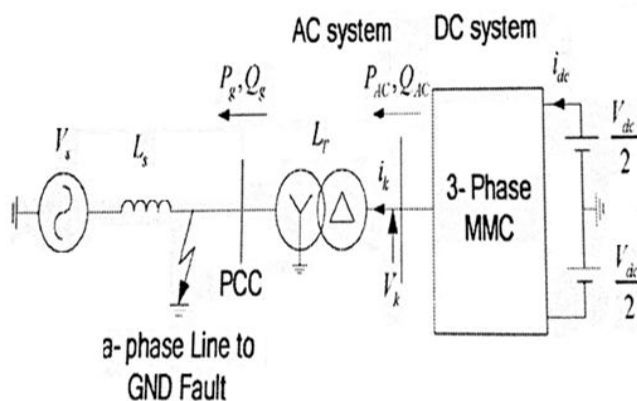 AC system
DC system
P_g, Q_g
P_AC, Q_AC
i_dc
V_s
L_s
L_T
i_k
V_dc/2
3- Phase
MMC
PCC
V_k
V_dc/2
a- phase Line to
GND Fault